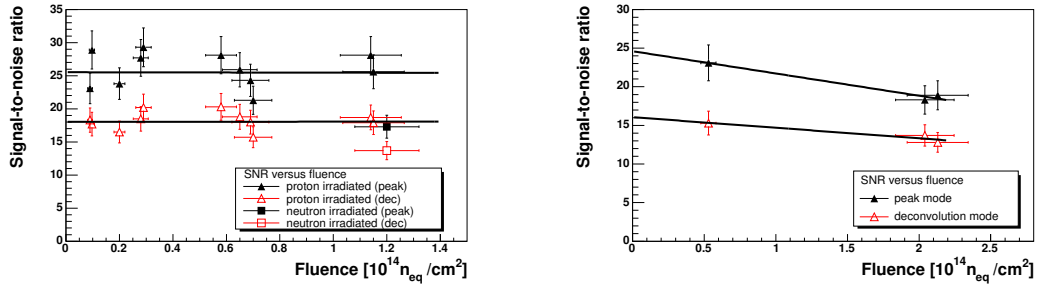 Signal-to-noise ratio
35
30
25
20
15
10
5
0
SNR versus fluence
proton irradiated (peak)
proton irradiated (dec)
neutron irradiated (peak)
neutron irradiated (dec)
0 0.2 0.4 0.6 0.8 1 1.2 1.4
Fluence [10^14 n_eq /cm²]
Signal-to-noise ratio
30
25
20
15
10
5
0
SNR versus fluence
peak mode
deconvolution mode
0 0.5 1 1.5 2 2.5
Fluence [10^14 n_eq /cm²]